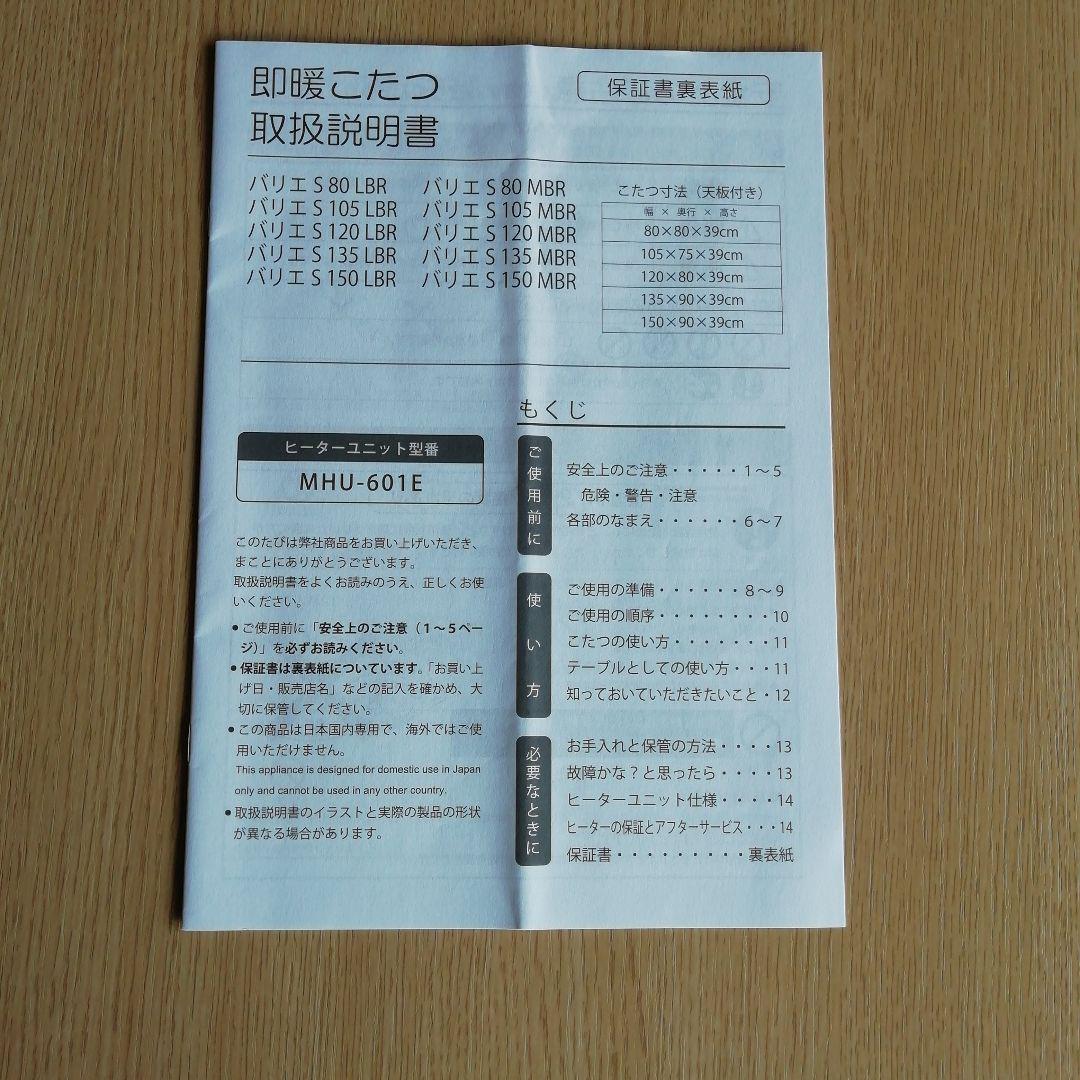 即暖こたつ
取扱説明書
保証書裏表紙
バリエ S 80 LBR バリエ S 80 MBR
バリエ S 105 LBR バリエ S 105 MBR
バリエ S 120 LBR バリエ S 120 MBR
バリエ S 135 LBR バリエ S 135 MBR
バリエ S 150 LBR バリエ S 150 MBR
こたつ寸法（天板付き）
幅 × 奥行 × 高さ
80×80×39cm
105×75×39cm
120×80×39cm
135×90×39cm
150×90×39cm
ヒーターユニット型番
MHU-601E
このたびは弊社商品をお買い上げいただき、
まことにありがとうございます。
取扱説明書をよくお読みのうえ、正しくお使
いください。
●ご使用前に「安全上のご注意（１～５ペー
ジ）」を必ずお読みください。
●保証書は裏表紙についています。「お買い上
げ日・販売店名」などの記入を確かめ、大
切に保管してください。
●この商品は日本国内専用で、海外ではご使
用いただけません。
This appliance is designed for domestic use in Japan
only and cannot be used in any other country.
●取扱説明書のイラストと実際の製品の形状
が異なる場合があります。
もくじ
ご使用前に
安全上のご注意・・・・・１～５
危険・警告・注意
各部のなまえ・・・・・・６～７
使い方
ご使用の準備・・・・・・８～９
ご使用の順序・・・・・・・10
こたつの使い方・・・・・・11
テーブルとしての使い方・・・11
知っておいていただきたいこと・12
必要なときに
お手入れと保管の方法・・・・13
故障かな？と思ったら・・・・13
ヒーターユニット仕様・・・・14
ヒーターの保証とアフターサービス・・・14
保証書・・・・・・・・・裏表紙